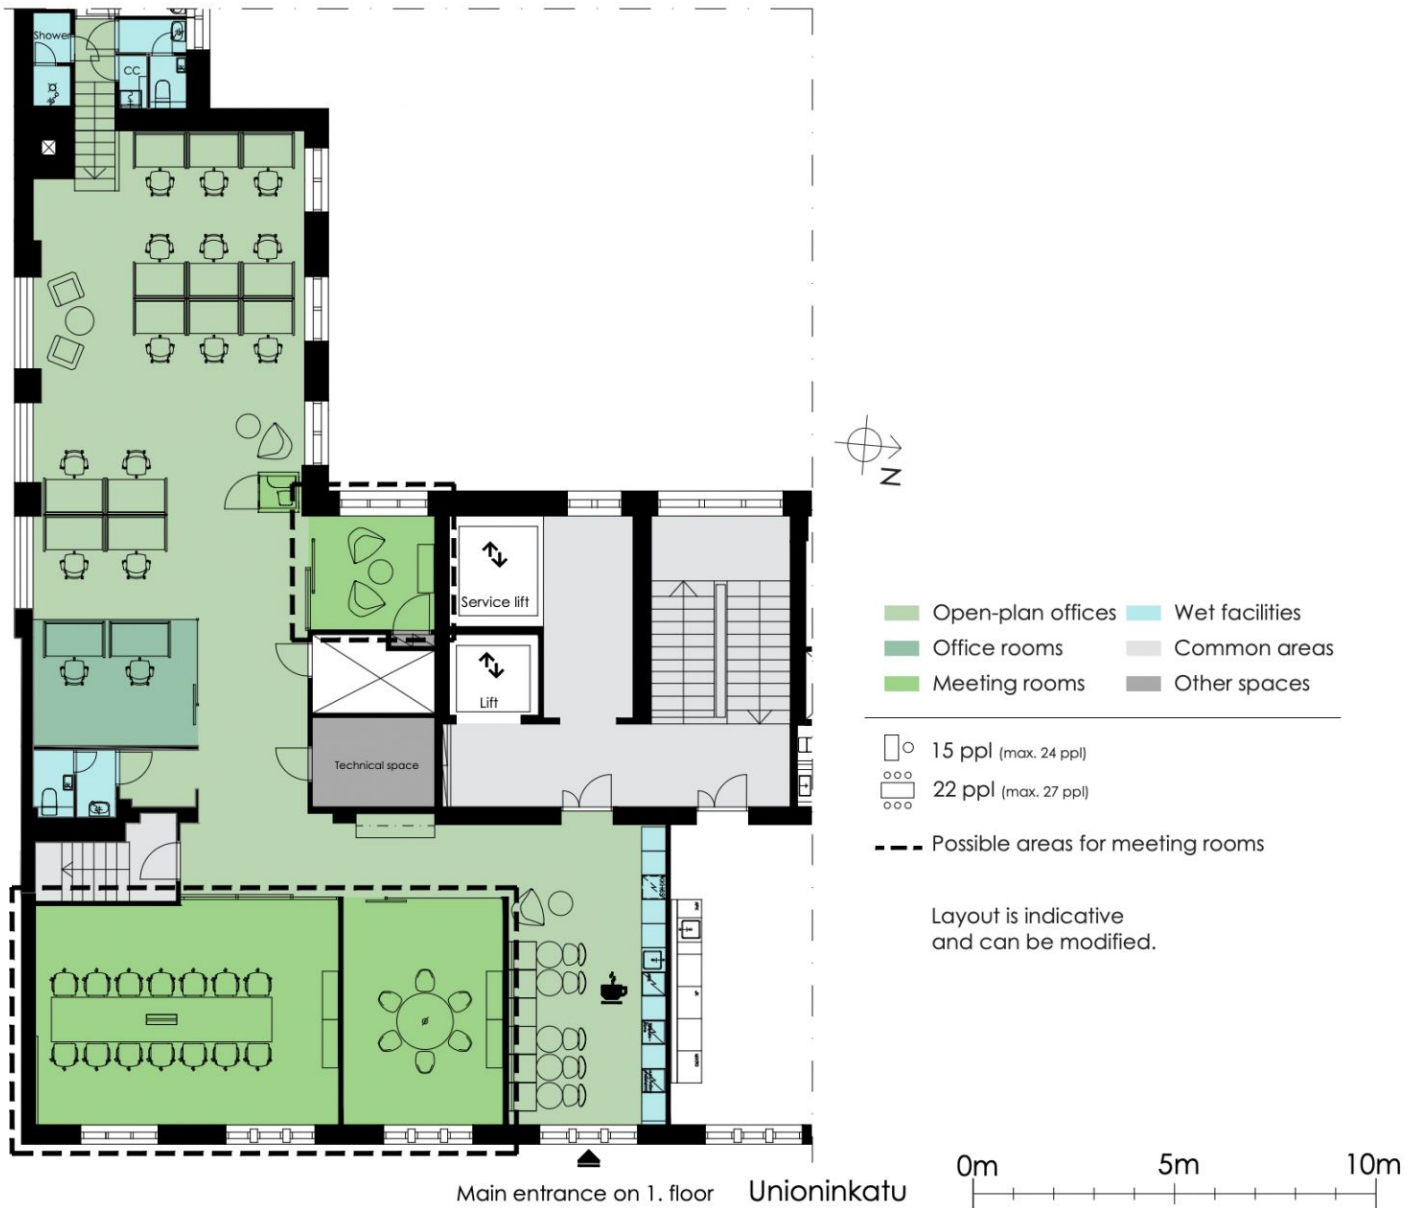 Shower
CC
Service lift
Lift
Technical space
N
Open-plan offices
Wet facilities
Office rooms
Common areas
Meeting rooms
Other spaces
15 ppl (max. 24 ppl)
22 ppl (max. 27 ppl)
Possible areas for meeting rooms
Layout is indicative
and can be modified.
Main entrance on 1. floor
Unioninkatu
0m
5m
10m